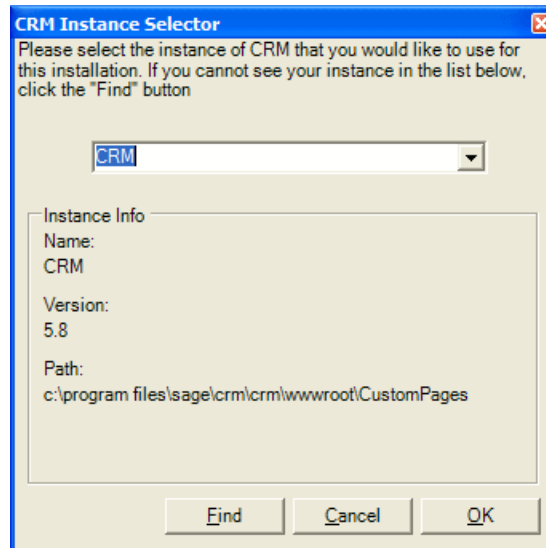 CRM Instance Selector
Please select the instance of CRM that you would like to use for
this installation. If you cannot see your instance in the list below,
click the "Find" button
CRM
Instance Info
Name:
CRM
Version:
5.8
Path:
c:\program files\sage\crm\crm\wwwroot\CustomPages
Find Cancel OK